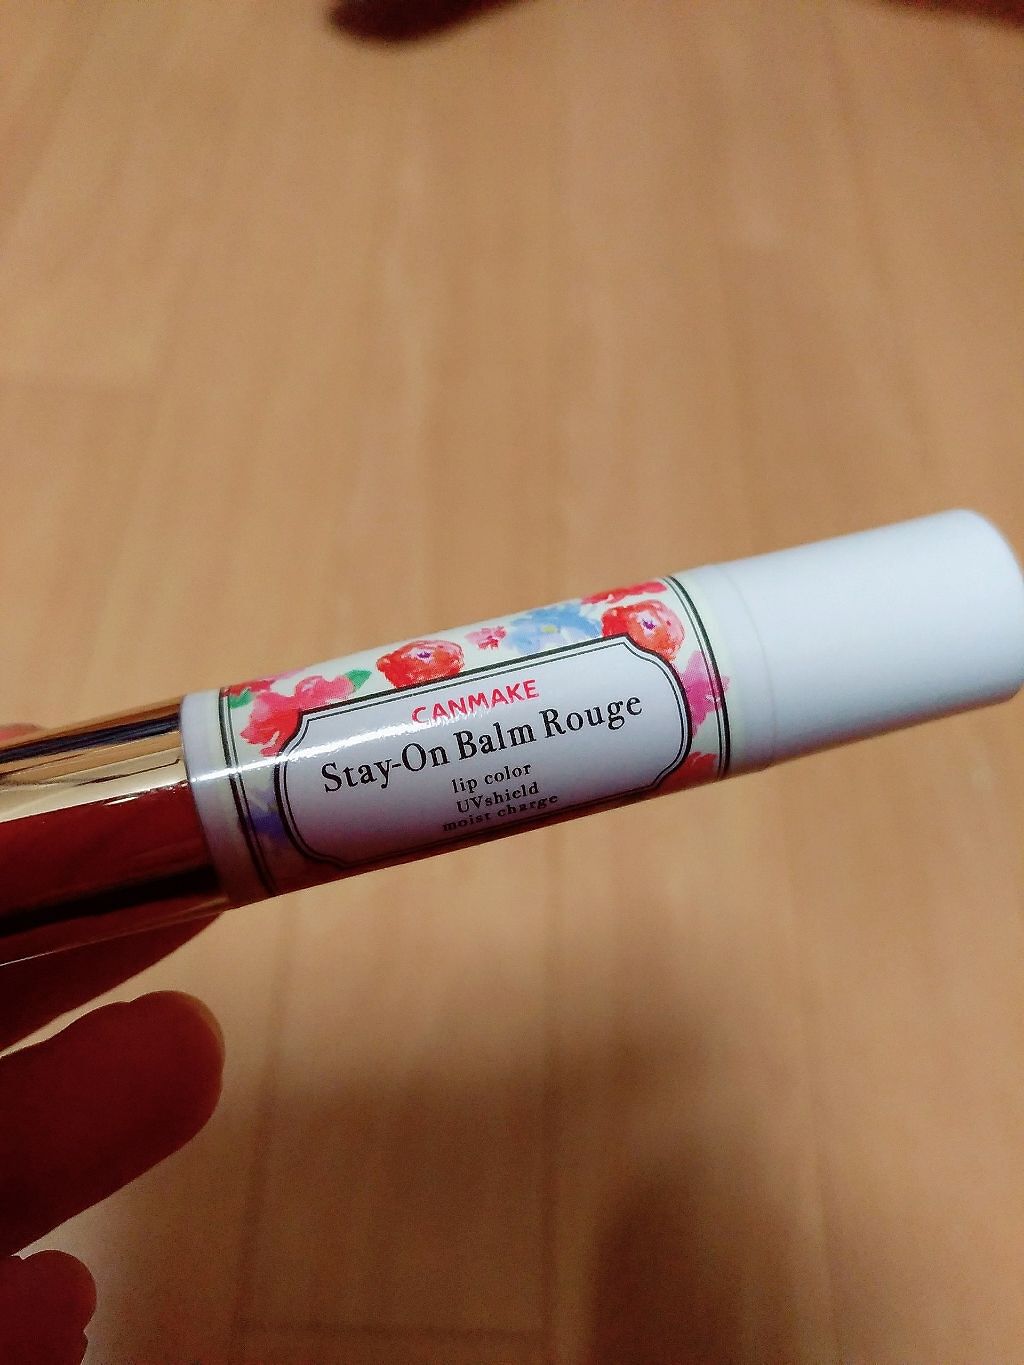 CANMAKE
Stay-On Balm Rouge
lip color
UVshield
moist charge